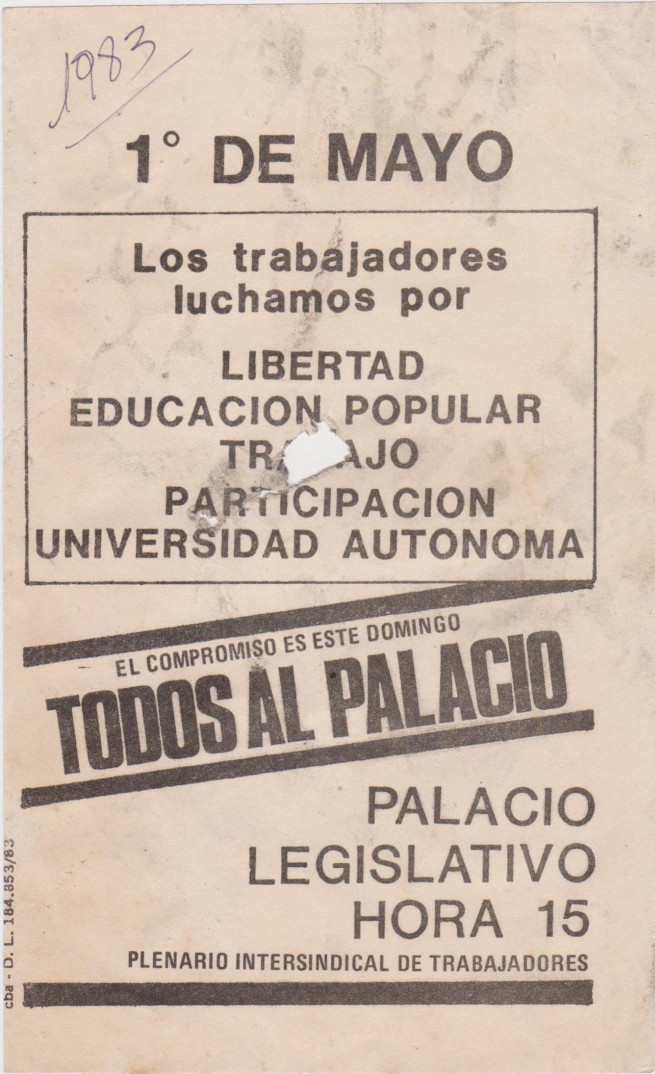 1983
1° DE MAYO
Los trabajadores
luchamos por
LIBERTAD
EDUCACION POPULAR
TRABAJO
PARTICIPACION
UNIVERSIDAD AUTONOMA
EL COMPROMISO ES ESTE DOMINGO
TODOS AL PALACIO
PALACIO
LEGISLATIVO
HORA 15
PLENARIO INTERSINDICAL DE TRABAJADORES
cba - D. L. 184.853/83